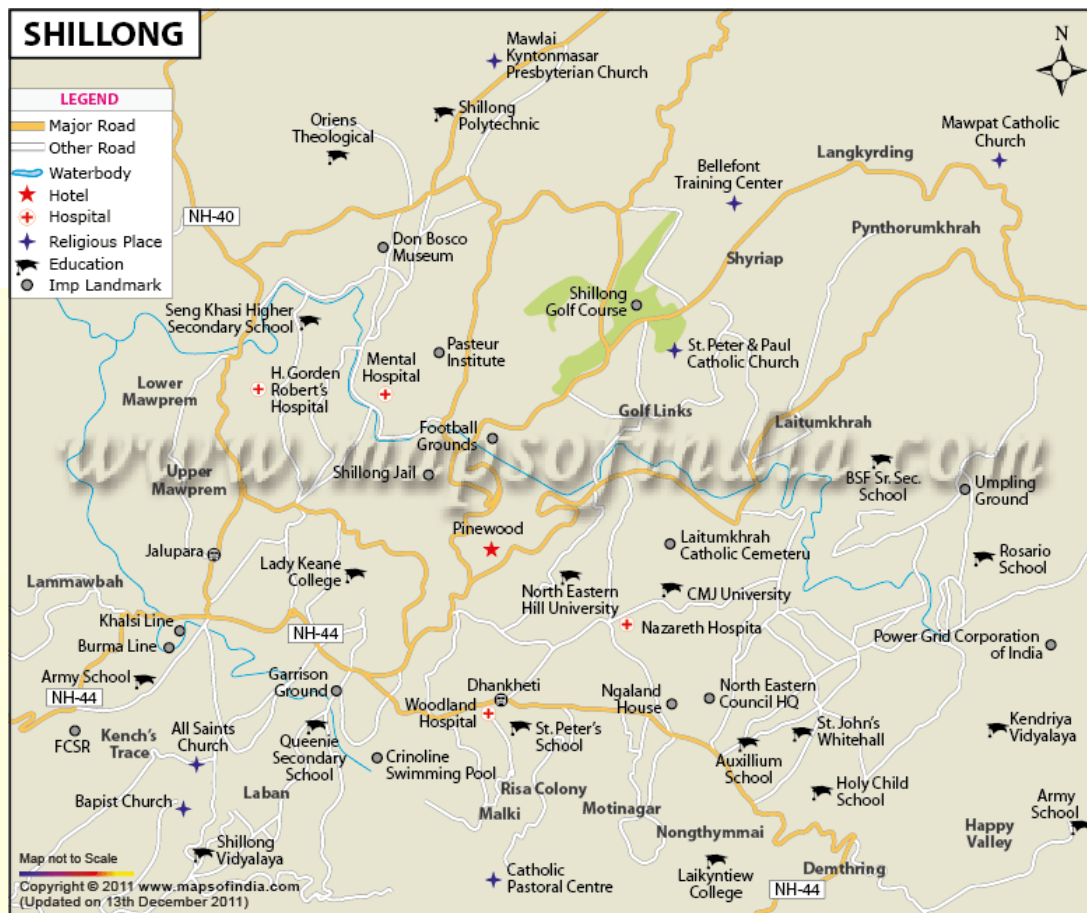 SHILLONG
LEGEND
Major Road
Other Road
Waterbody
Hotel
Hospital
Religious Place
Education
Imp Landmark
N
Mawlai
Kyntonmasar
Presbyterian Church
Shillong
Polytechnic
Oriens
Theological
Mawpat Catholic
Church
Langkyrding
Bellefont
Training Center
NH-40
Pynthorumkhrah
Don Bosco
Museum
Shyriap
Shillong
Golf Course
Seng Khasi Higher
Secondary School
Pasteur
Institute
St. Peter & Paul
Catholic Church
Mental
Hospital
H. Gorden
Robert's
Hospital
Lower
Mawprem
Golf Links
Laitumkhrah
Football
Grounds
www.mapsofindia.com
Shillong Jail
Upper
Mawprem
BSF Sr. Sec.
School
Umpling
Ground
Pinewood
Laitumkhrah
Catholic Cemeteru
Jalupara
Rosario
School
Lady Keane
College
Lammawbah
North Eastern
Hill University
CMJ University
Khalsi Line
NH-44
Nazareth Hospita
Burma Line
Power Grid Corporation
of India
Army School
NH-44
Garrison
Ground
Dhankheti
Woodland
Hospital
Ngaland
House
North Eastern
Council HQ
FCSR
Kench's
Trace
All Saints
Church
Queenie
Secondary
School
St. Peter's
School
St. John's
Whitehall
Kendriya
Vidyalaya
Crinoline
Swimming Pool
Auxillium
School
Laban
Risa Colony
Holy Child
School
Bapist Church
Malki
Motinagar
Army
School
Nongthymmai
Happy
Valley
Shillong
Vidyalaya
Demthring
Catholic
Pastoral Centre
Laikyntiew
College
NH-44
Map not to Scale
Copyright © 2011 www.mapsofindia.com
(Updated on 13th December 2011)